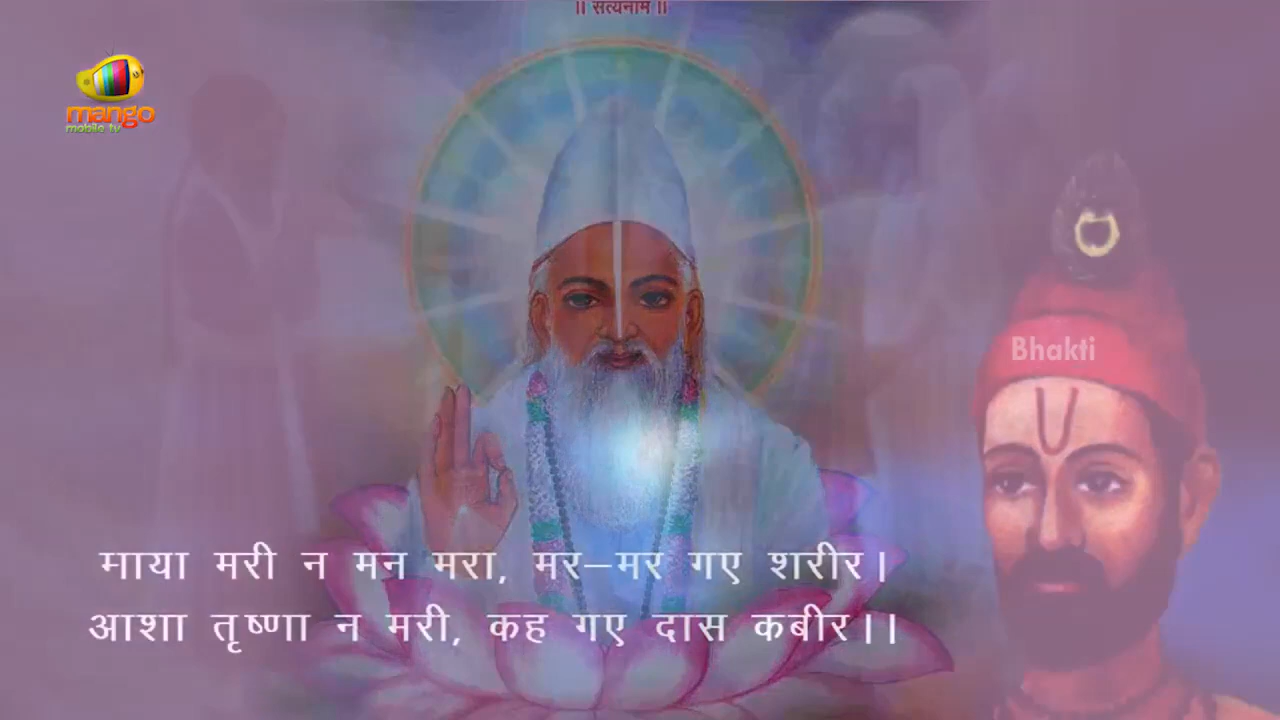 ।। सत्यनाम ।।
mango
mobile tv
Bhakti
माया मरी न मन मरा, मर–मर गए शरीर।
आशा तृष्णा न मरी, कह गए दास कबीर।।